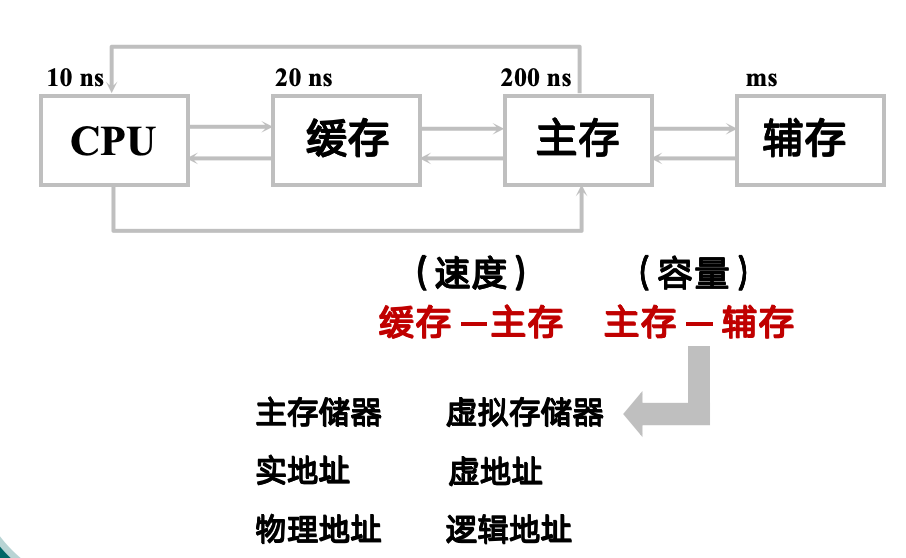 10 ns 20 ns 200 ns ms
CPU 缓存 主存 辅存
（速度） （容量）
缓存 — 主存 主存 — 辅存
主存储器 虚拟存储器
实地址 虚地址
物理地址 逻辑地址